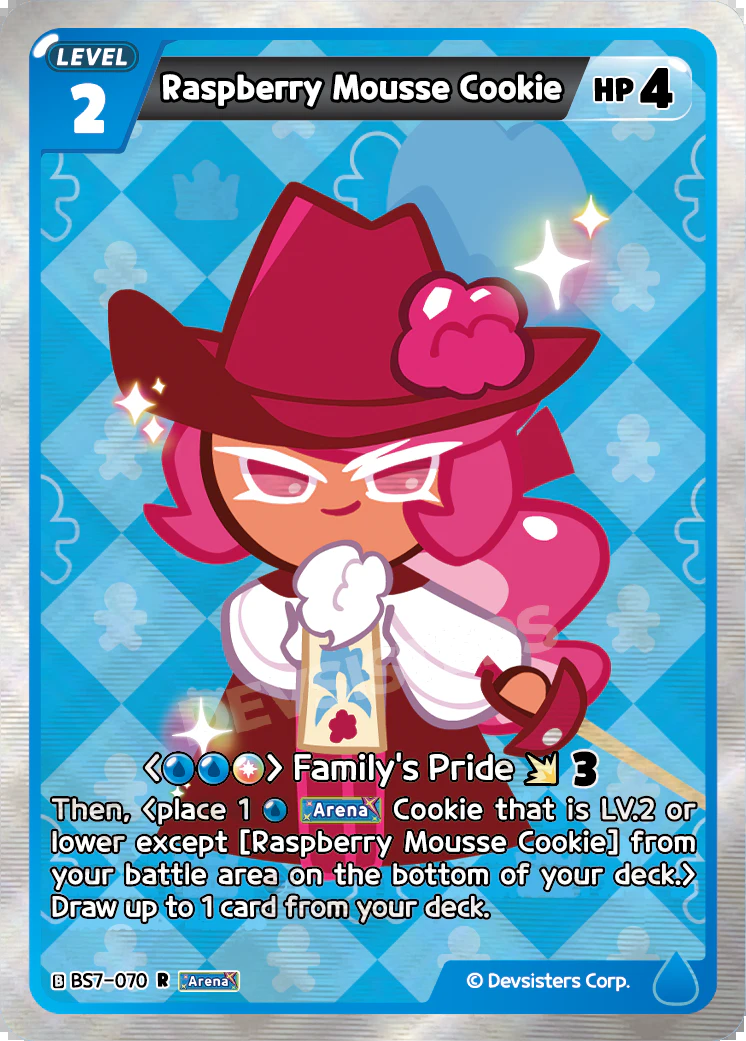 LEVEL
2
Raspberry Mousse Cookie
HP 4
DEVSISTERS
<> Family's Pride 3
Then, <place 1 Arena Cookie that is LV.2 or
lower except [Raspberry Mousse Cookie] from
your battle area on the bottom of your deck.>
Draw up to 1 card from your deck.
B BS7-070 R Arena
© Devsisters Corp.